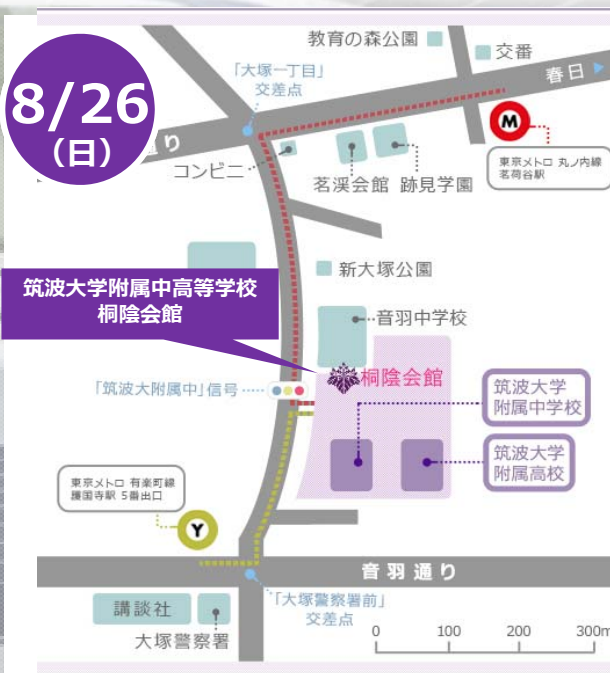 教育の森公園
交番
春日
「大塚一丁目」
交差点
8/26
(日)
り
コンビニ
茗渓会館
跡見学園
M
東京メトロ 丸ノ内線
茗荷谷駅
新大塚公園
筑波大学附属中高等学校
桐陰会館
音羽中学校
桐陰会館
「筑波大附属中」信号
筑波大学
附属中学校
筑波大学
附属高校
東京メトロ 有楽町線
護国寺駅 5番出口
Y
音羽通り
講談社
大塚警察署
「大塚警察署前」
交差点
0 100 200 300m